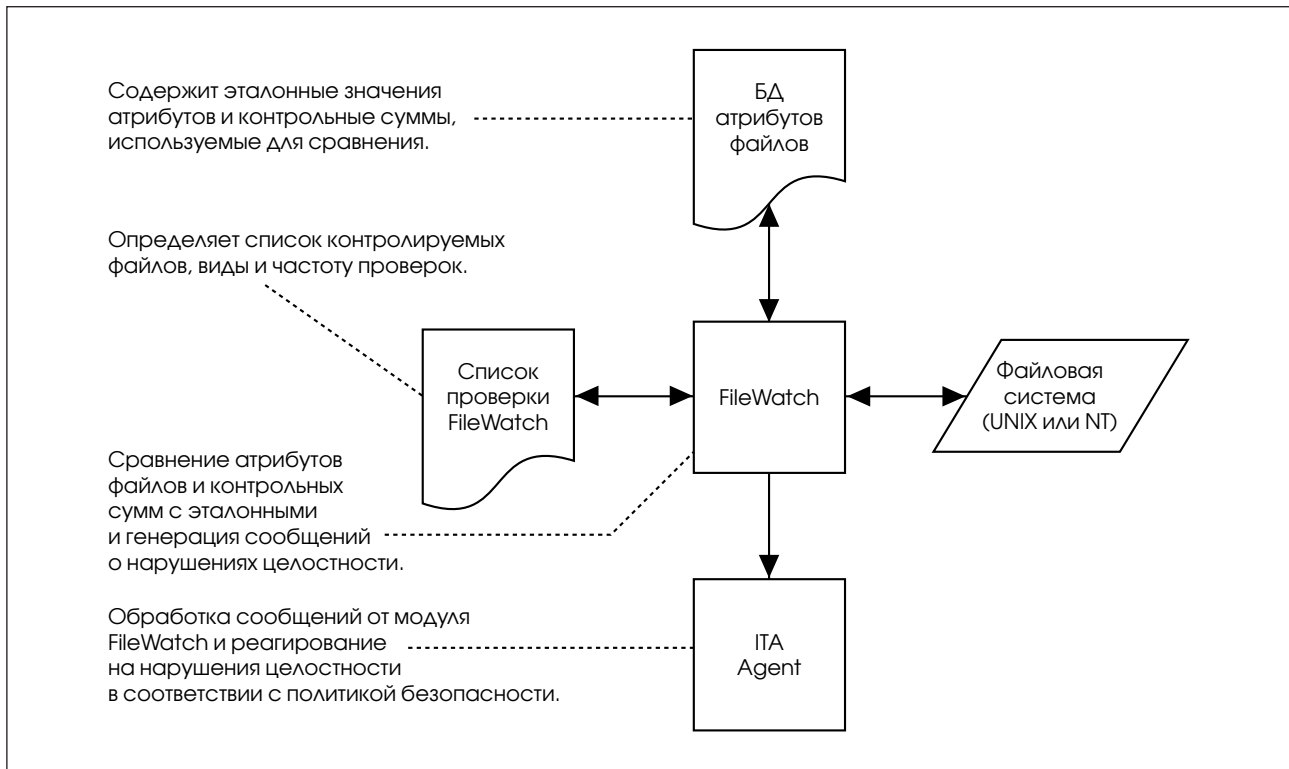 Содержит эталонные значения
атрибутов и контрольные суммы,
используемые для сравнения.
БД
атрибутов
файлов
Определяет список контролируемых
файлов, виды и частоту проверок.
Список
проверки
FileWatch
FileWatch
Файловая
система
(UNIX или NT)
Сравнение атрибутов
файлов и контрольных
сумм с эталонными
и генерация сообщений
о нарушениях целостности.
Обработка сообщений от модуля
FileWatch и реагирование
на нарушения целостности
в соответствии с политикой безопасности.
ITA
Agent